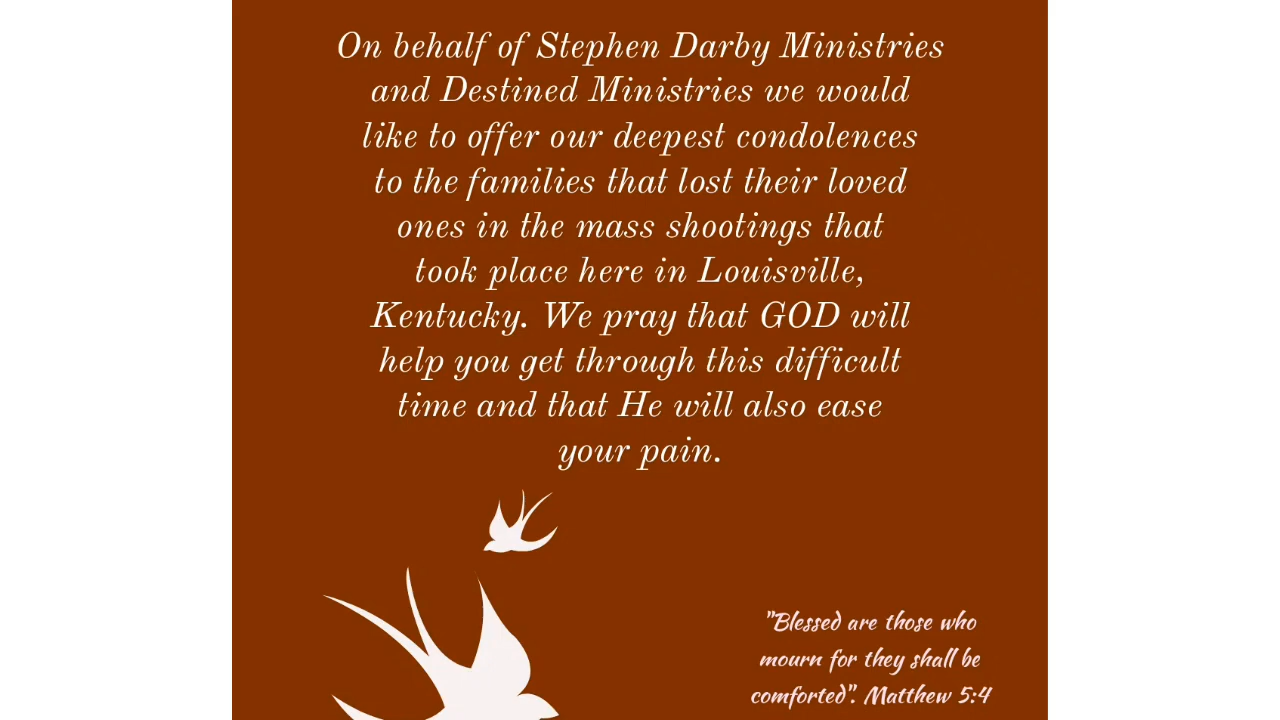 On behalf of Stephen Darby Ministries
and Destined Ministries we would
like to offer our deepest condolences
to the families that lost their loved
ones in the mass shootings that
took place here in Louisville,
Kentucky. We pray that GOD will
help you get through this difficult
time and that He will also ease
your pain.
"Blessed are those who
mourn for they shall be
comforted". Matthew 5:4